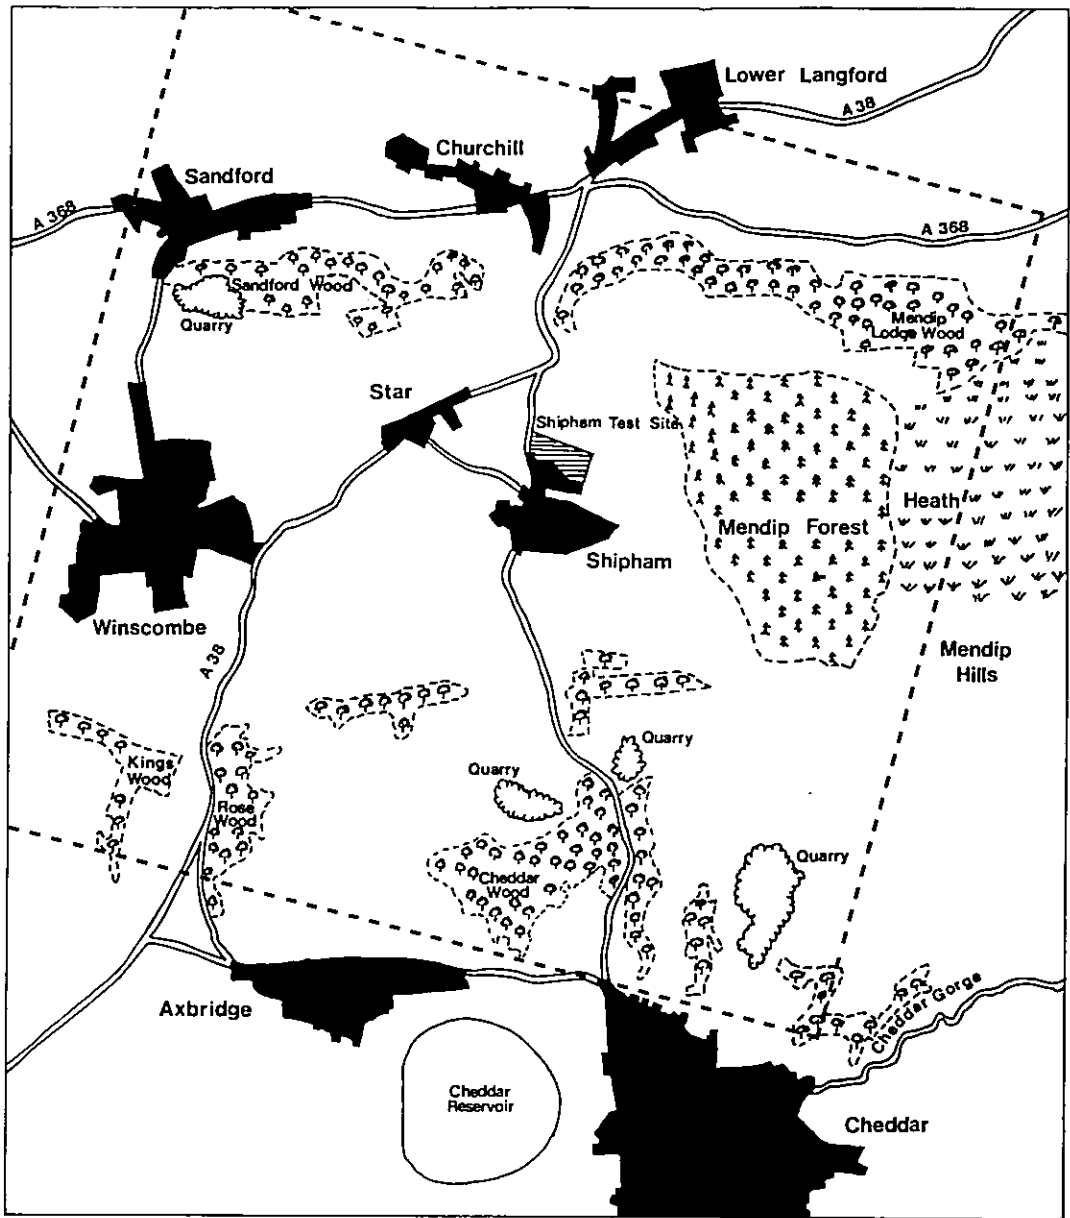 Lower Langford
A 38
Churchill
Sandford
A 368
A 368
Sandford Wood
Quarry
Mendip
Lodge Wood
Star
Shipham Test Site
Heath
Mendip Forest
Shipham
Winscombe
Mendip
Hills
A 38
Kings
Wood
Quarry
Quarry
Rose
Wood
Quarry
Cheddar
Wood
Axbridge
Cheddar Gorge
Cheddar
Reservoir
Cheddar